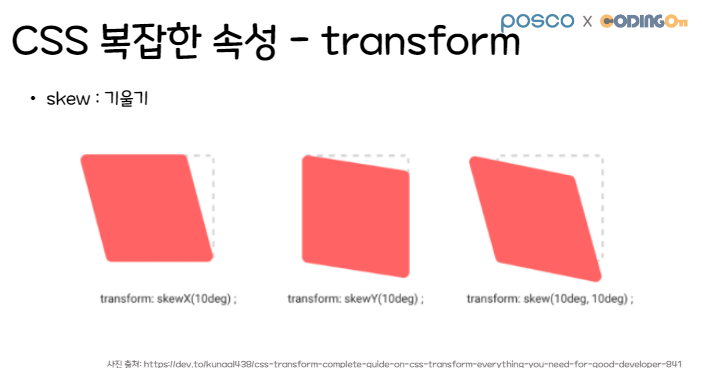 posco x CODINGOn
CSS 복잡한 속성 - transform
• skew : 기울기
transform: skewX(10deg) ;
transform: skewY(10deg) ;
transform: skew(10deg, 10deg) ;
사진 출처: https://dev.to/kunaal438/css-transform-complete-guide-on-css-transform-everything-you-need-for-good-developer-841